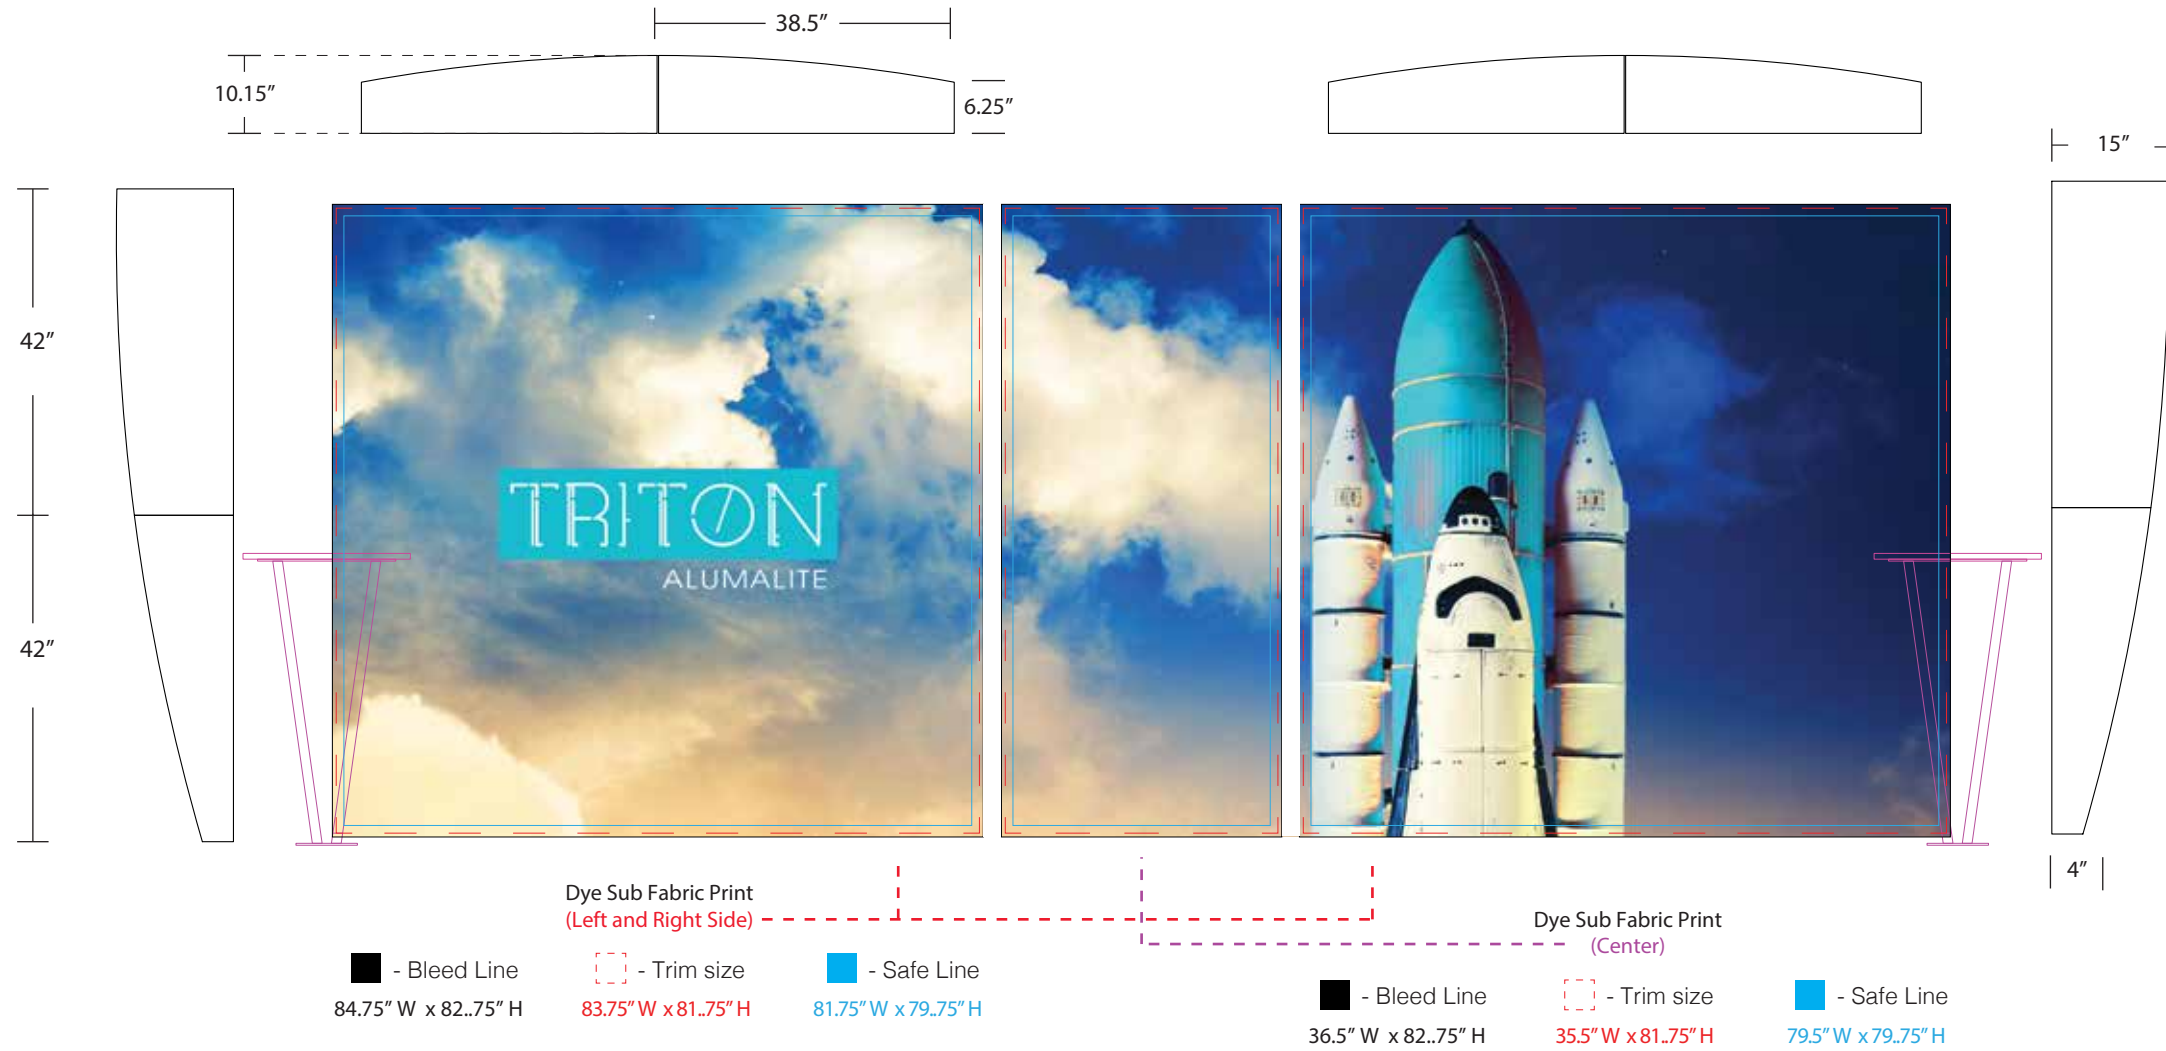 38.5”
10.15”
6.25”
15”
42”
42”
TRITON
ALUMALITE
4”
Dye Sub Fabric Print
(Left and Right Side)
- Bleed Line
- Trim size
- Safe Line
84.75” W x 82..75” H
83.75” W x 81..75” H
81.75” W x 79..75” H
Dye Sub Fabric Print
(Center)
- Bleed Line
- Trim size
- Safe Line
36.5” W x 82..75” H
35.5” W x 81..75” H
79.5” W x 79..75” H